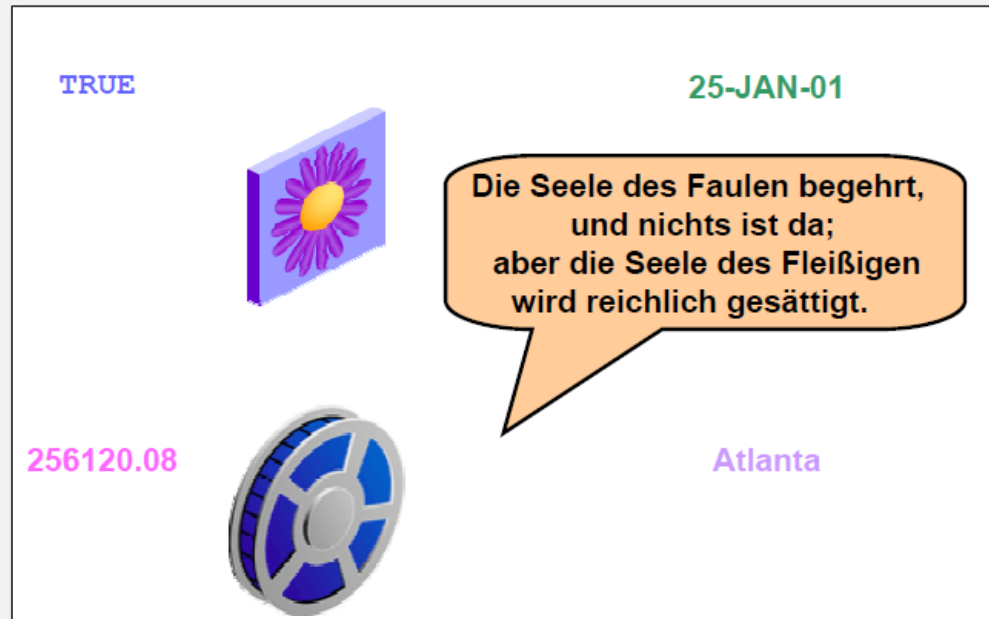 TRUE
25-JAN-01
Die Seele des Faulen begehrt,
und nichts ist da;
aber die Seele des Fleißigen
wird reichlich gesättigt.
256120.08
Atlanta